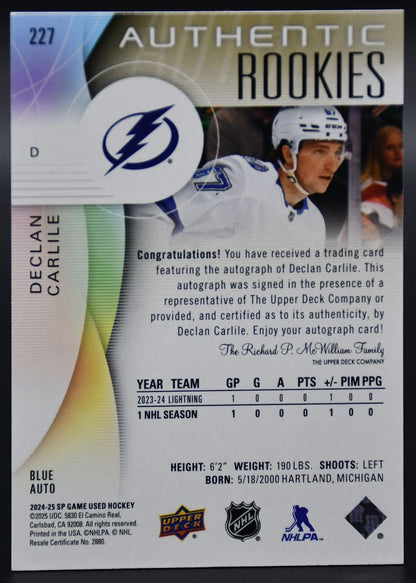 227
AUTHENTIC
ROOKIES
D
DECLAN
CARLILE
67
67
Congratulations! You have received a trading card
featuring the autograph of Declan Carlile. This
autograph was signed in the presence of a
representative of The Upper Deck Company or
provided, and certified as to its authenticity, by
Declan Carlile. Enjoy your autograph card!
The Richard P. McWilliam Family
THE UPPER DECK COMPANY
YEAR TEAM GP G A PTS +/- PIM PPG
2023-24 LIGHTNING 1 0 0 0 1 0 0
1 NHL SEASON 1 0 0 0 1 0 0
HEIGHT: 6'2" WEIGHT: 190 LBS. SHOOTS: LEFT
BORN: 5/18/2000 HARTLAND, MICHIGAN
BLUE
AUTO
2024-25 SP GAME USED HOCKEY
©2025 UDC. 5830 El Camino Real,
Carlsbad, CA 92008. All rights reserved.
Printed in the USA. ©NHLPA. © NHL.
Resale Certificate No. 2880.
UPPER
DECK
NHL
NHLPA